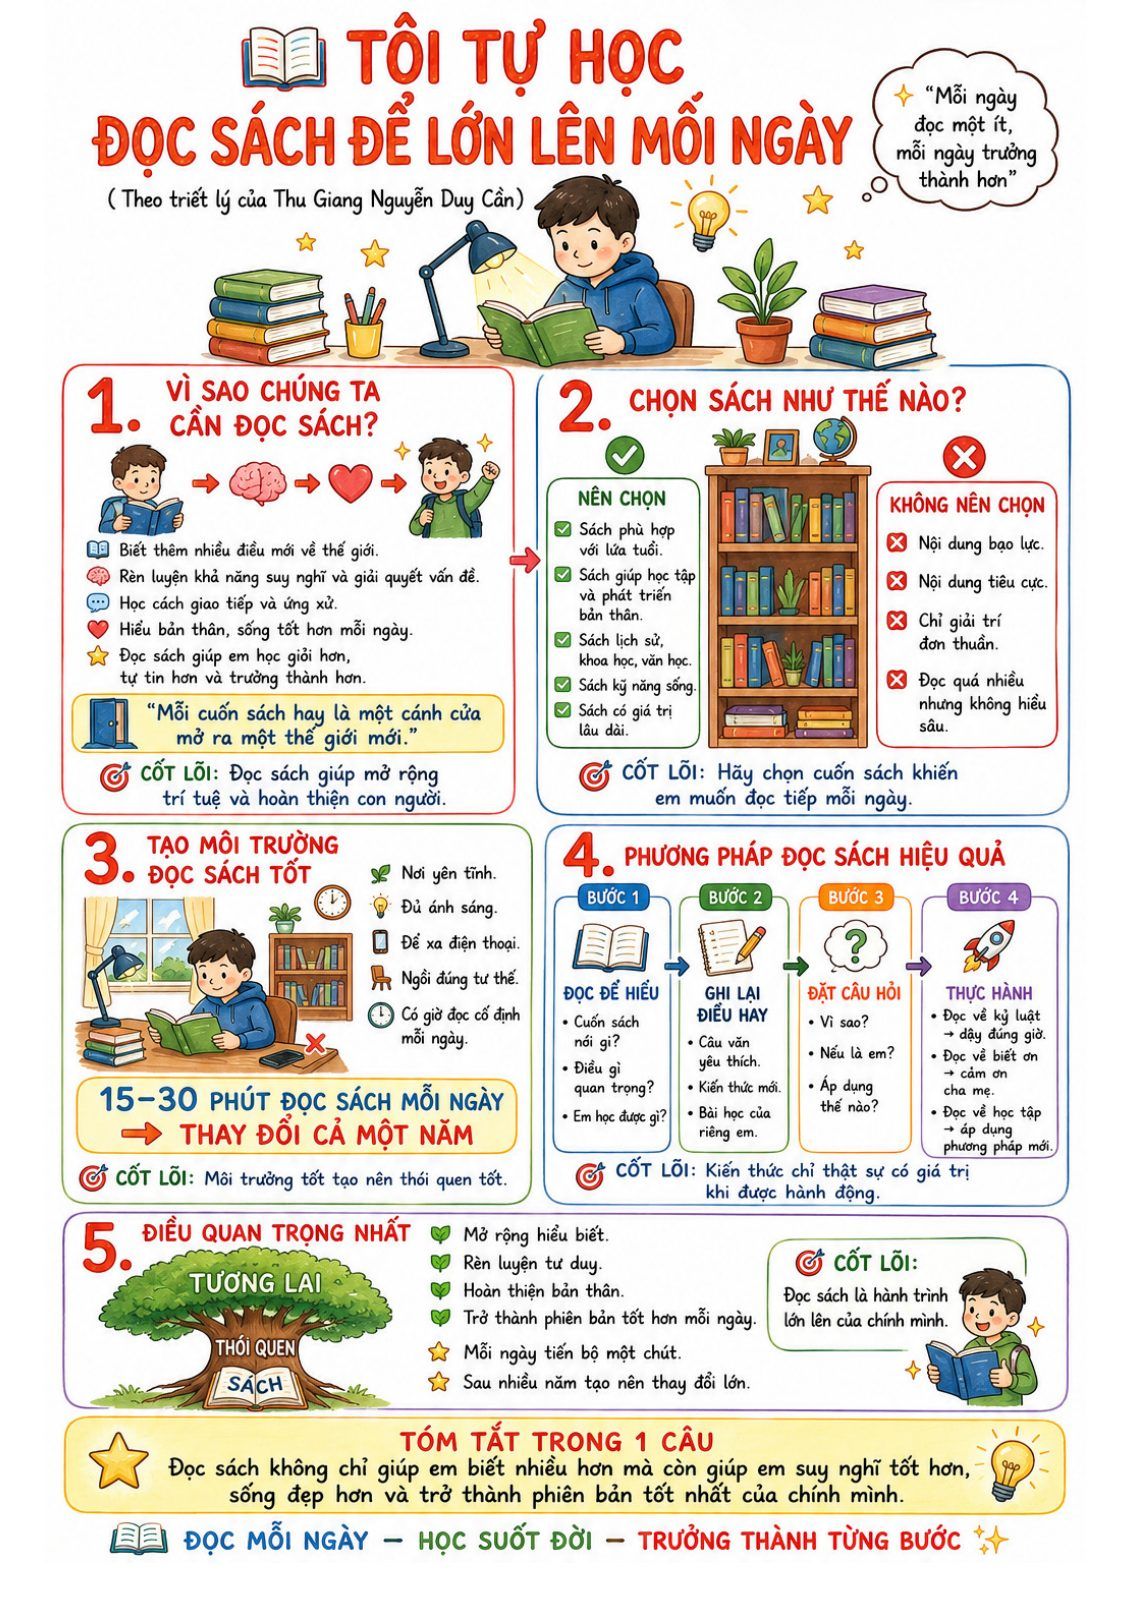 TÔI TỰ HỌC
ĐỌC SÁCH ĐỂ LỚN LÊN MỖI NGÀY
( Theo triết lý của Thu Giang Nguyễn Duy Cần)
“Mỗi ngày
đọc một ít,
mỗi ngày trưởng
thành hơn”
1. VÌ SAO CHÚNG TA
CẦN ĐỌC SÁCH?
Biết thêm nhiều điều mới về thế giới.
Rèn luyện khả năng suy nghĩ và giải quyết vấn đề.
Học cách giao tiếp và ứng xử.
Hiểu bản thân, sống tốt hơn mỗi ngày.
Đọc sách giúp em học giỏi hơn,
tự tin hơn và trưởng thành hơn.
“Mỗi cuốn sách hay là một cánh cửa
mở ra một thế giới mới.”
CỐT LÕI: Đọc sách giúp mở rộng
trí tuệ và hoàn thiện con người.
2. CHỌN SÁCH NHƯ THẾ NÀO?
NÊN CHỌN
Sách phù hợp
với lứa tuổi.
Sách giúp học tập
và phát triển
bản thân.
Sách lịch sử,
khoa học, văn học.
Sách kỹ năng sống.
Sách có giá trị
lâu dài.
KHÔNG NÊN CHỌN
Nội dung bạo lực.
Nội dung tiêu cực.
Chỉ giải trí
đơn thuần.
Đọc quá nhiều
nhưng không hiểu
sâu.
CỐT LÕI: Hãy chọn cuốn sách khiến
em muốn đọc tiếp mỗi ngày.
3. TẠO MÔI TRƯỜNG
ĐỌC SÁCH TỐT
Nơi yên tĩnh.
Đủ ánh sáng.
Để xa điện thoại.
Ngồi đúng tư thế.
Có giờ đọc cố định
mỗi ngày.
15–30 PHÚT ĐỌC SÁCH MỖI NGÀY
→ THAY ĐỔI CẢ MỘT NĂM
CỐT LÕI: Môi trường tốt tạo nên thói quen tốt.
4. PHƯƠNG PHÁP ĐỌC SÁCH HIỆU QUẢ
BƯỚC 1
ĐỌC ĐỂ HIỂU
• Cuốn sách
nói gì?
• Điều gì
quan trọng?
• Em học được gì?
BƯỚC 2
GHI LẠI
ĐIỀU HAY
• Câu văn
yêu thích.
• Kiến thức mới.
• Bài học của
riêng em.
BƯỚC 3
?
ĐẶT CÂU HỎI
• Vì sao?
• Nếu là em?
• Áp dụng
thế nào?
BƯỚC 4
THỰC HÀNH
• Đọc về kỷ luật
→ dậy đúng giờ.
• Đọc về biết ơn
→ cảm ơn
cha mẹ.
• Đọc về học tập
→ áp dụng
phương pháp mới.
CỐT LÕI: Kiến thức chỉ thật sự có giá trị
khi được hành động.
5. ĐIỀU QUAN TRỌNG NHẤT
TƯƠNG LAI
THÓI QUEN
SÁCH
Mở rộng hiểu biết.
Rèn luyện tư duy.
Hoàn thiện bản thân.
Trở thành phiên bản tốt hơn mỗi ngày.
Mỗi ngày tiến bộ một chút.
Sau nhiều năm tạo nên thay đổi lớn.
CỐT LÕI:
Đọc sách là hành trình
lớn lên của chính mình.
TÓM TẮT TRONG 1 CÂU
Đọc sách không chỉ giúp em biết nhiều hơn mà còn giúp em suy nghĩ tốt hơn,
sống đẹp hơn và trở thành phiên bản tốt nhất của chính mình.
ĐỌC MỖI NGÀY – HỌC SUỐT ĐỜI – TRƯỞNG THÀNH TỪNG BƯỚC